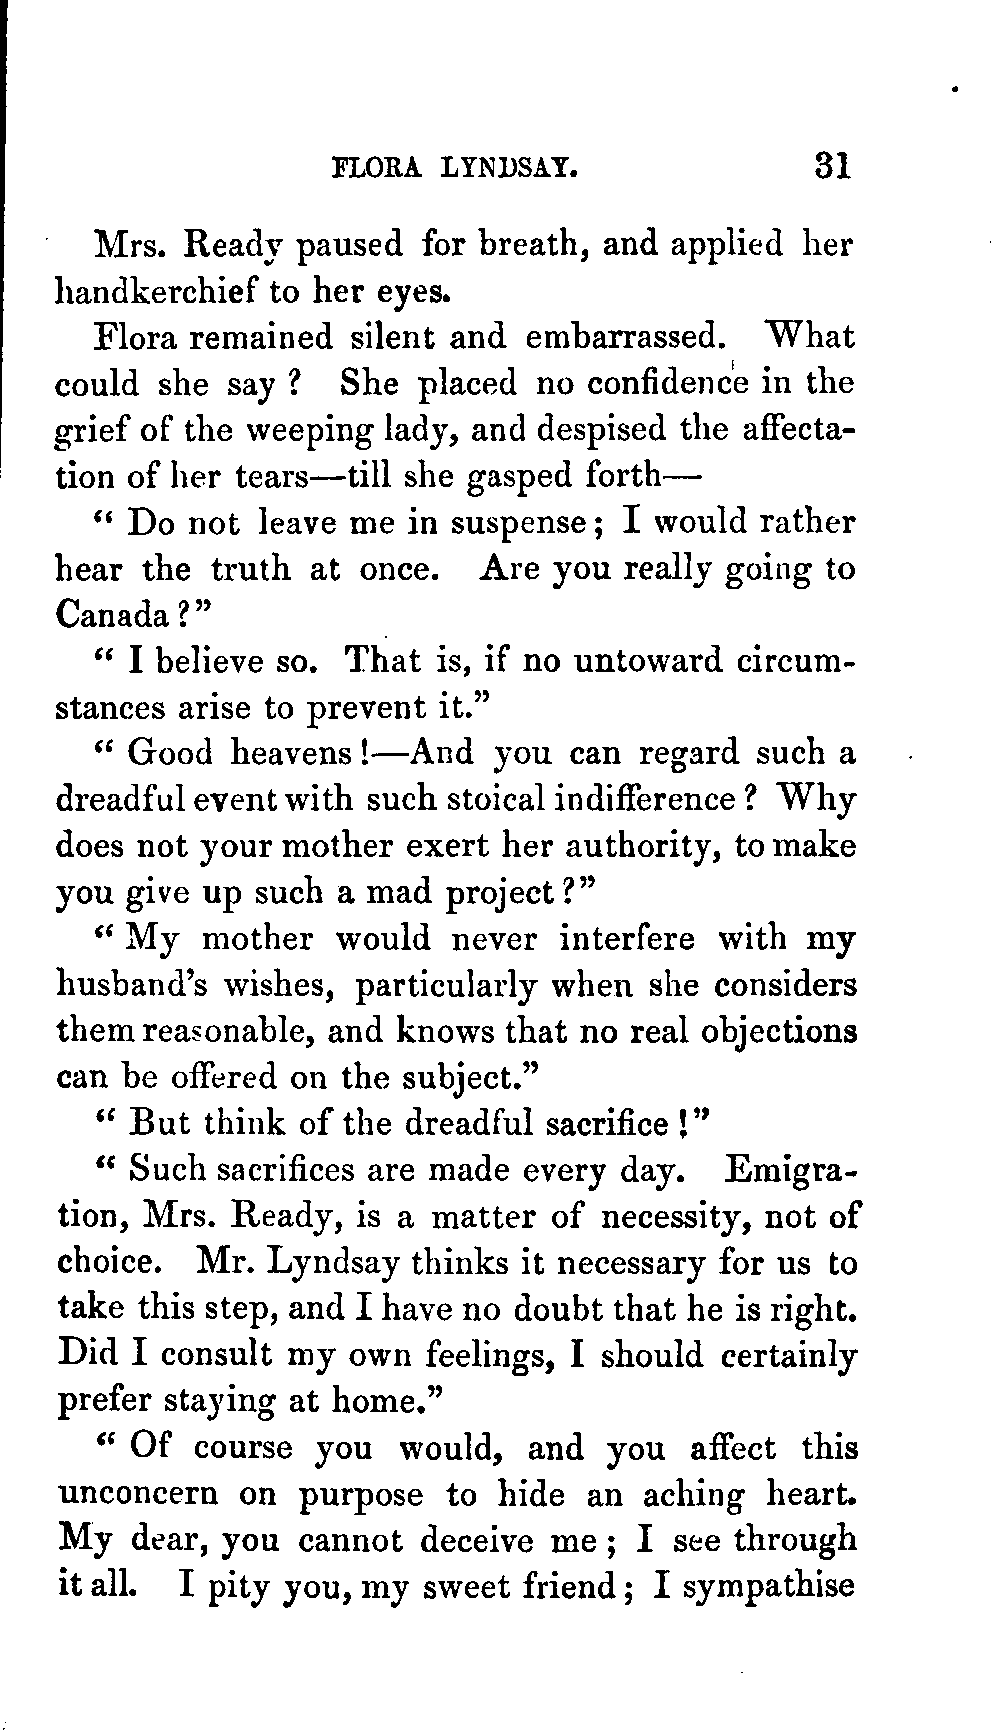 FLORA LYNDSAY. 31
Mrs. Ready paused for breath, and applied her
handkerchief to her eyes.
Flora remained silent and embarrassed. What
could she say ? She placed no confidence in the
grief of the weeping lady, and despised the affecta-
tion of her tears—till she gasped forth—
“ Do not leave me in suspense ; I would rather
hear the truth at once. Are you really going to
Canada ?”
“ I believe so. That is, if no untoward circum-
stances arise to prevent it.”
“ Good heavens !—And you can regard such a
dreadful event with such stoical indifference ? Why
does not your mother exert her authority, to make
you give up such a mad project ?”
“ My mother would never interfere with my
husband’s wishes, particularly when she considers
them reasonable, and knows that no real objections
can be offered on the subject.”
“ But think of the dreadful sacrifice !”
“ Such sacrifices are made every day. Emigra-
tion, Mrs. Ready, is a matter of necessity, not of
choice. Mr. Lyndsay thinks it necessary for us to
take this step, and I have no doubt that he is right.
Did I consult my own feelings, I should certainly
prefer staying at home.”
“ Of course you would, and you affect this
unconcern on purpose to hide an aching heart.
My dear, you cannot deceive me ; I see through
it all. I pity you, my sweet friend ; I sympathise